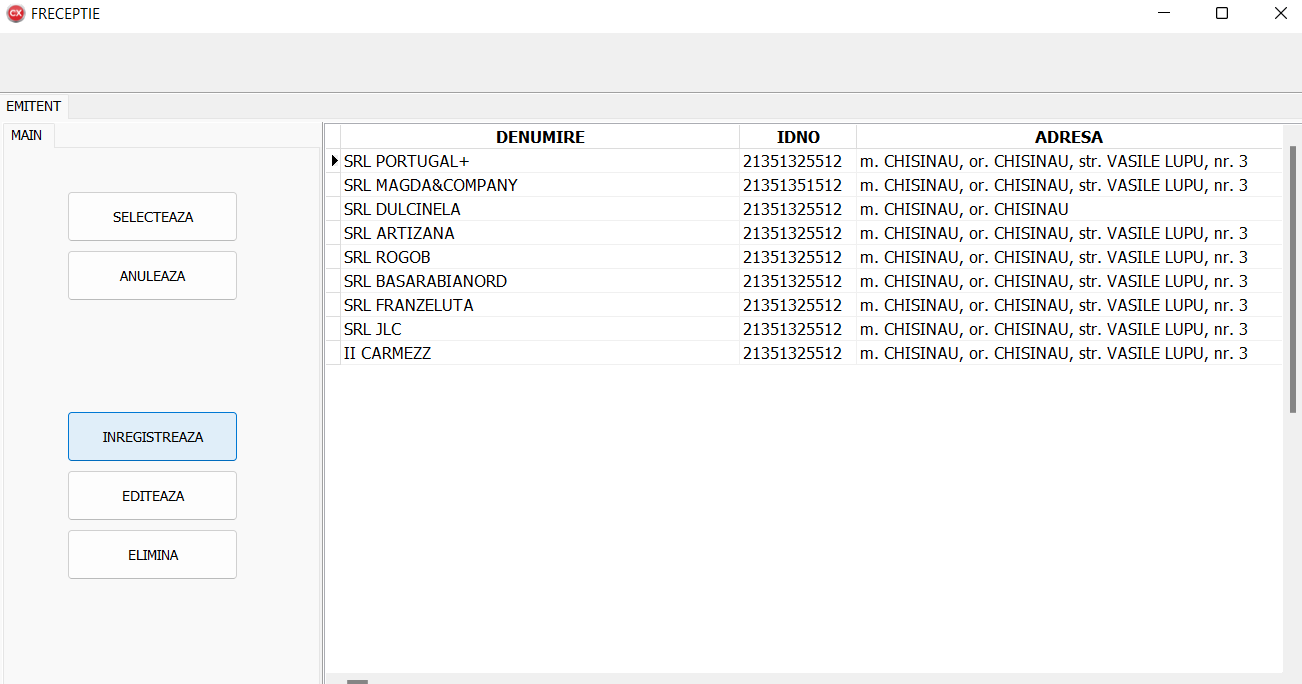 CX FRECEPTIE
EMITENT
MAIN
SELECTEAZA
ANULEAZA
INREGISTREAZA
EDITEAZA
ELIMINA
DENUMIRE IDNO ADRESA
SRL PORTUGAL+ 21351325512 m. CHISINAU, or. CHISINAU, str. VASILE LUPU, nr. 3
SRL MAGDA&COMPANY 21351351512 m. CHISINAU, or. CHISINAU, str. VASILE LUPU, nr. 3
SRL DULCINELA 21351325512 m. CHISINAU, or. CHISINAU
SRL ARTIZANA 21351325512 m. CHISINAU, or. CHISINAU, str. VASILE LUPU, nr. 3
SRL ROGOB 21351325512 m. CHISINAU, or. CHISINAU, str. VASILE LUPU, nr. 3
SRL BASARABIANORD 21351325512 m. CHISINAU, or. CHISINAU, str. VASILE LUPU, nr. 3
SRL FRANZELUTA 21351325512 m. CHISINAU, or. CHISINAU, str. VASILE LUPU, nr. 3
SRL JLC 21351325512 m. CHISINAU, or. CHISINAU, str. VASILE LUPU, nr. 3
II CARMEZZ 21351325512 m. CHISINAU, or. CHISINAU, str. VASILE LUPU, nr. 3